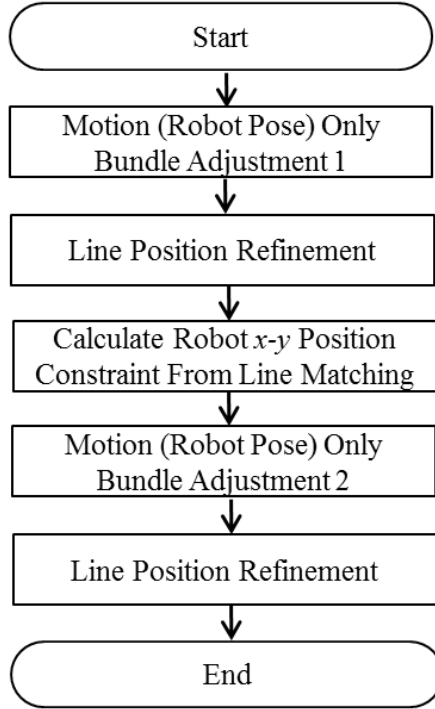 Start
Motion (Robot Pose) Only
Bundle Adjustment 1
Line Position Refinement
Calculate Robot x-y Position
Constraint From Line Matching
Motion (Robot Pose) Only
Bundle Adjustment 2
Line Position Refinement
End